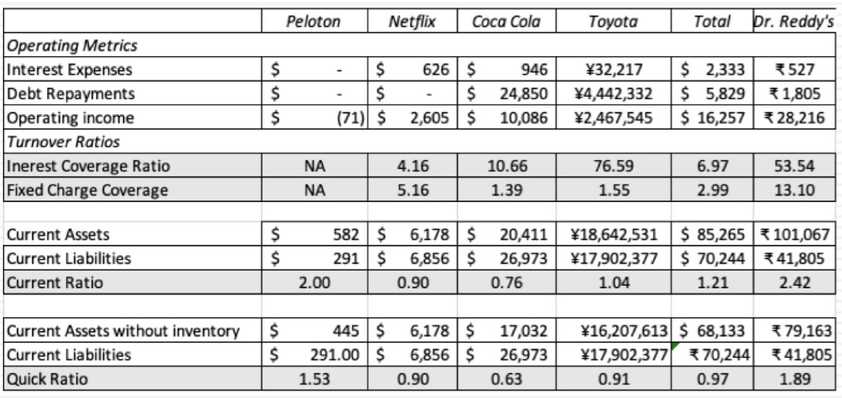 Peloton Netflix Coca Cola Toyota Total Dr. Reddy's
Operating Metrics
Interest Expenses $ - $ 626 $ 946 ¥32,217 $ 2,333 ₹527
Debt Repayments $ - $ - $ 24,850 ¥4,442,332 $ 5,829 ₹1,805
Operating income $ (71) $ 2,605 $ 10,086 ¥2,467,545 $ 16,257 ₹28,216
Turnover Ratios
Inerest Coverage Ratio NA 4.16 10.66 76.59 6.97 53.54
Fixed Charge Coverage NA 5.16 1.39 1.55 2.99 13.10
Current Assets $ 582 $ 6,178 $ 20,411 ¥18,642,531 $ 85,265 ₹101,067
Current Liabilities $ 291 $ 6,856 $ 26,973 ¥17,902,377 $ 70,244 ₹41,805
Current Ratio 2.00 0.90 0.76 1.04 1.21 2.42
Current Assets without inventory $ 445 $ 6,178 $ 17,032 ¥16,207,613 $ 68,133 ₹79,163
Current Liabilities $ 291.00 $ 6,856 $ 26,973 ¥17,902,377 ₹70,244 ₹41,805
Quick Ratio 1.53 0.90 0.63 0.91 0.97 1.89